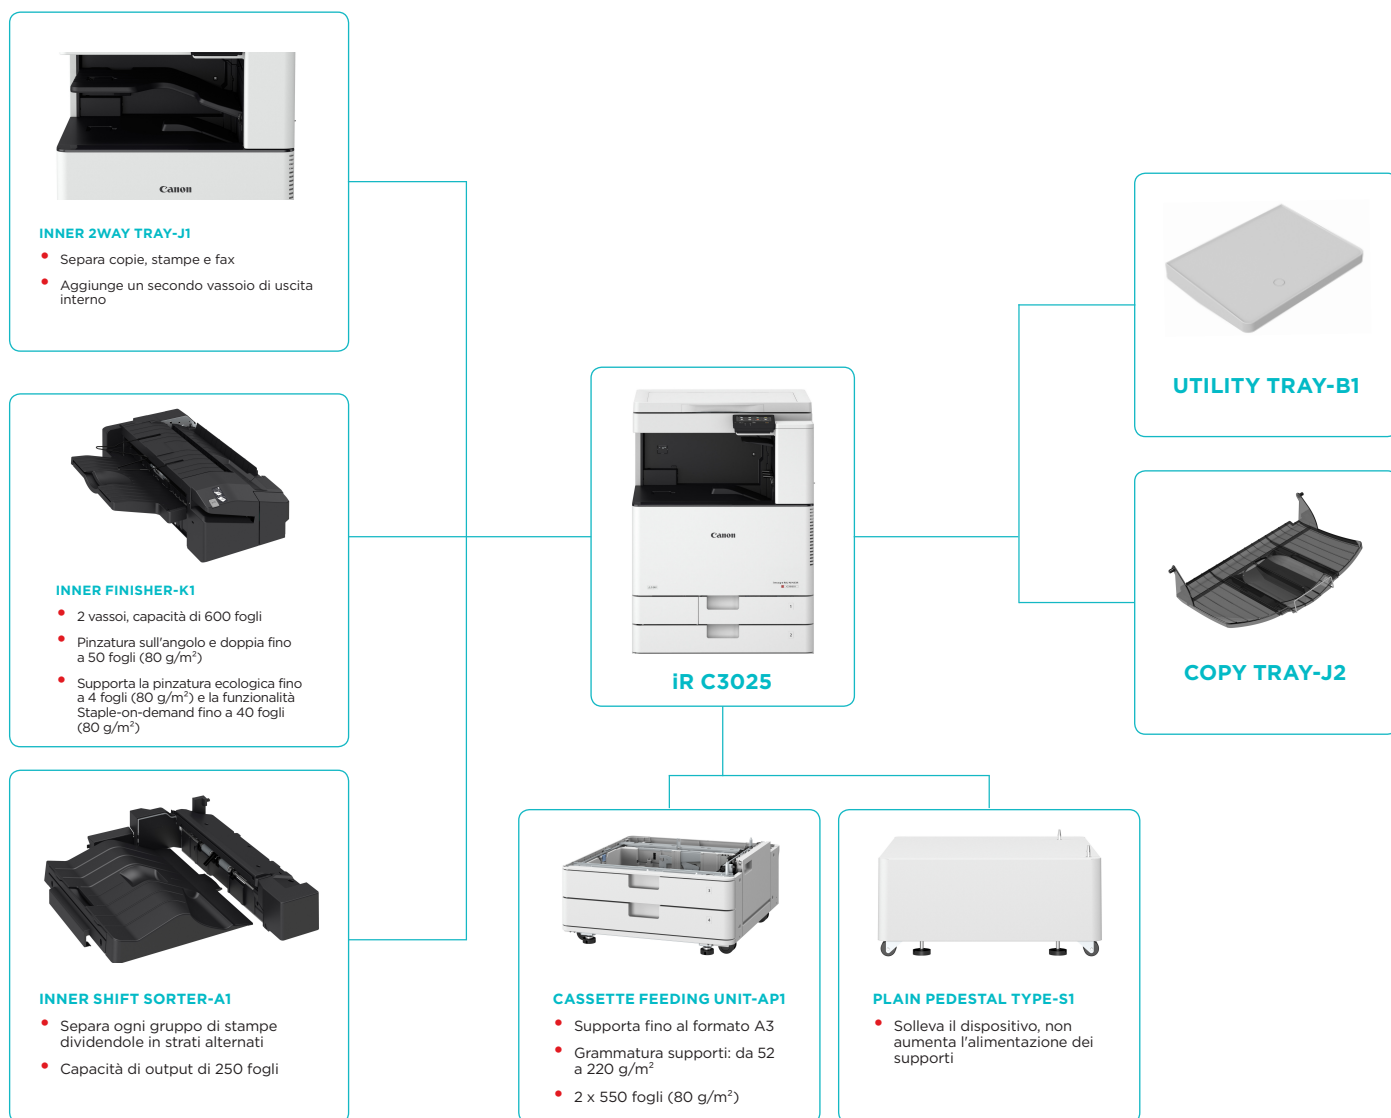 Canon
INNER 2WAY TRAY-J1
Separa copie, stampe e fax
Aggiunge un secondo vassoio di uscita
interno
INNER FINISHER-K1
2 vassoi, capacità di 600 fogli
Pinzatura sull'angolo e doppia fino
a 50 fogli (80 g/m²)
Supporta la pinzatura ecologica fino
a 4 fogli (80 g/m²) e la funzionalità
Staple-on-demand fino a 40 fogli
(80 g/m²)
INNER SHIFT SORTER-A1
Separa ogni gruppo di stampe
dividendole in strati alternati
Capacità di output di 250 fogli
Canon
iR C3025
CASSETTE FEEDING UNIT-AP1
Supporta fino al formato A3
Grammatura supporti: da 52
a 220 g/m²
2 x 550 fogli (80 g/m²)
PLAIN PEDESTAL TYPE-S1
Solleva il dispositivo, non
aumenta l'alimentazione dei
supporti
UTILITY TRAY-B1
COPY TRAY-J2